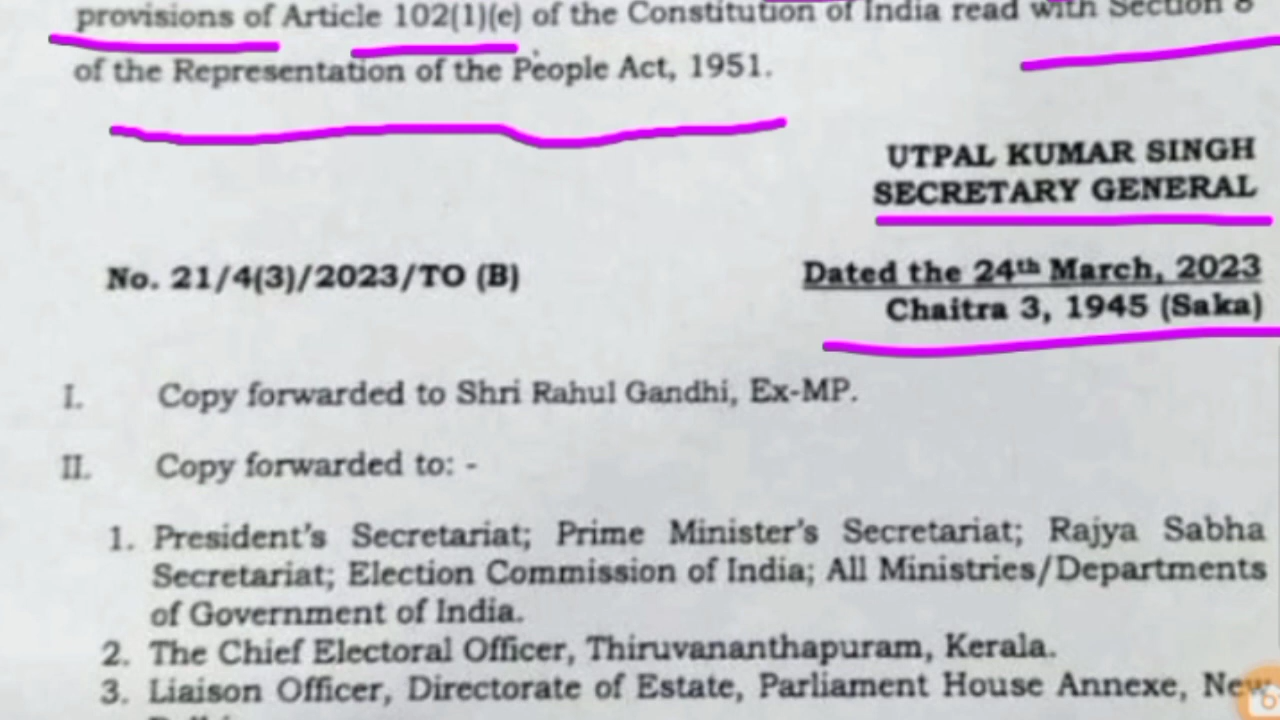 provisions of Article 102(1)(e) of the Constitution of India read with Section 8
of the Representation of the People Act, 1951.
UTPAL KUMAR SINGH
SECRETARY GENERAL
No. 21/4(3)/2023/TO (B)
Dated the 24th March, 2023
Chaitra 3, 1945 (Saka)
I. Copy forwarded to Shri Rahul Gandhi, Ex-MP.
II. Copy forwarded to: -
1. President's Secretariat; Prime Minister's Secretariat; Rajya Sabha
Secretariat; Election Commission of India; All Ministries/Departments
of Government of India.
2. The Chief Electoral Officer, Thiruvananthapuram, Kerala.
3. Liaison Officer, Directorate of Estate, Parliament House Annexe, New